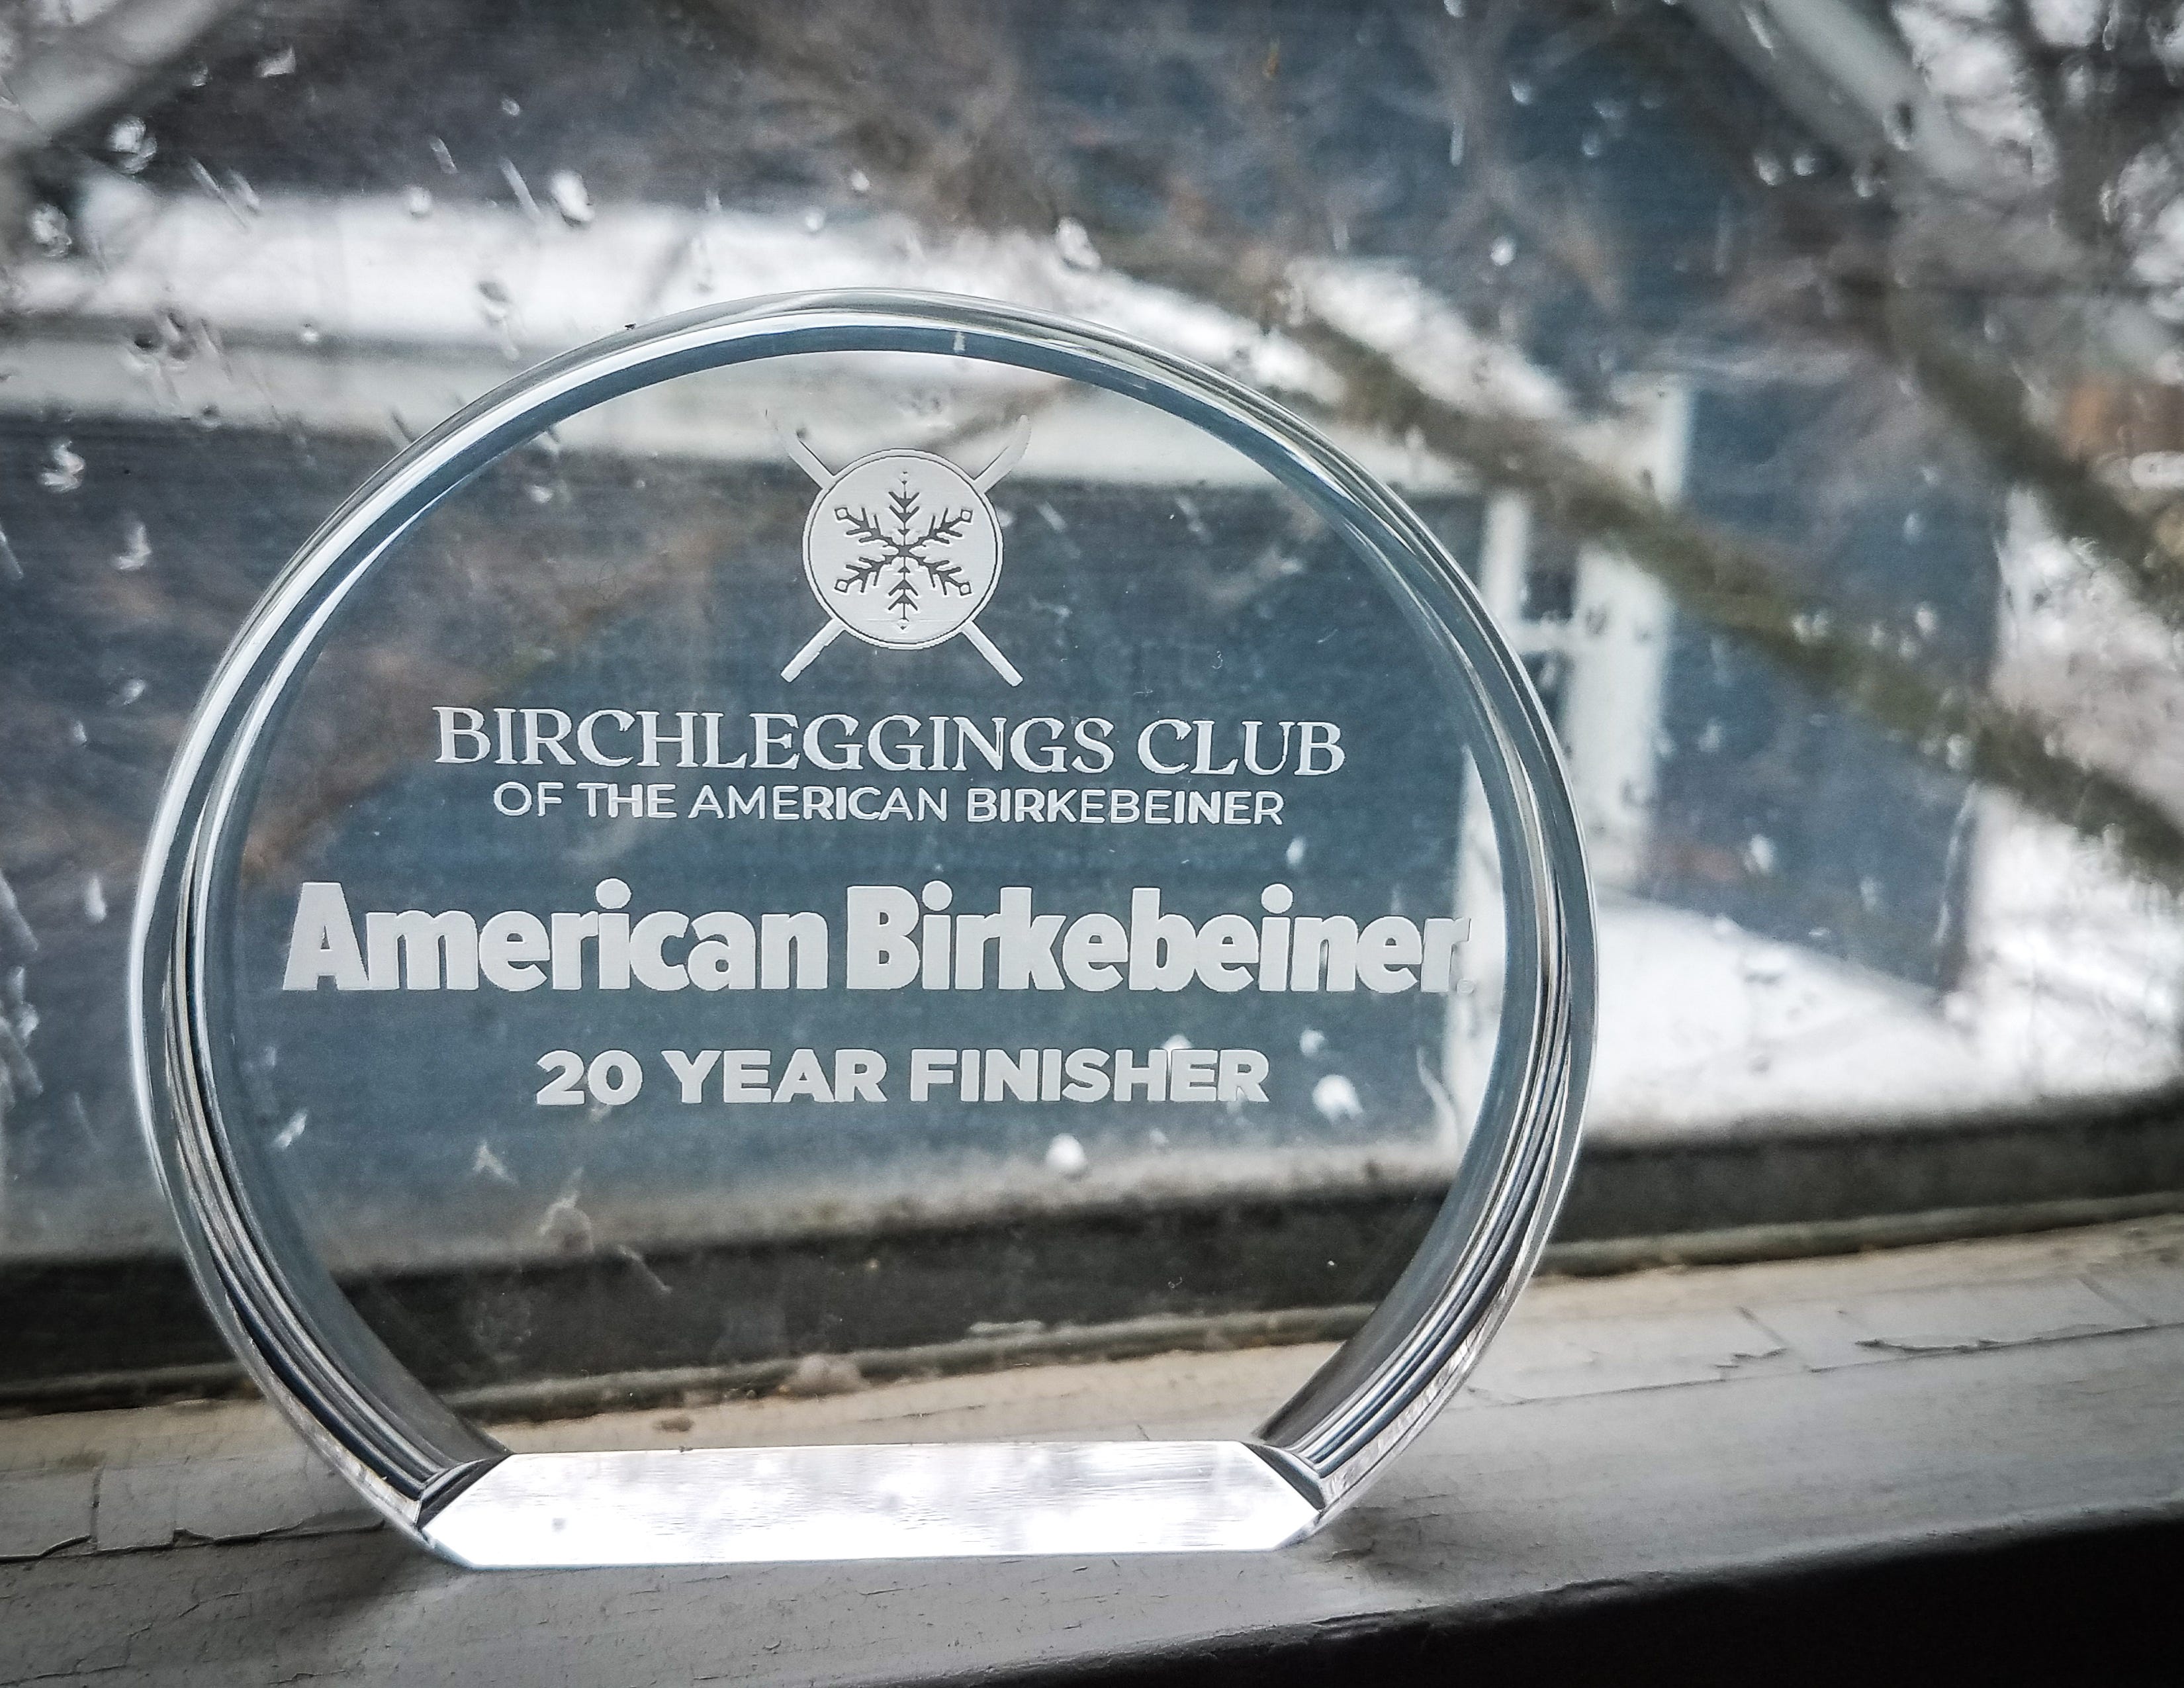 BIRCHLEGGINGS CLUB
OF THE AMERICAN BIRKEBEINER
American Birkebeiner
20 YEAR FINISHER